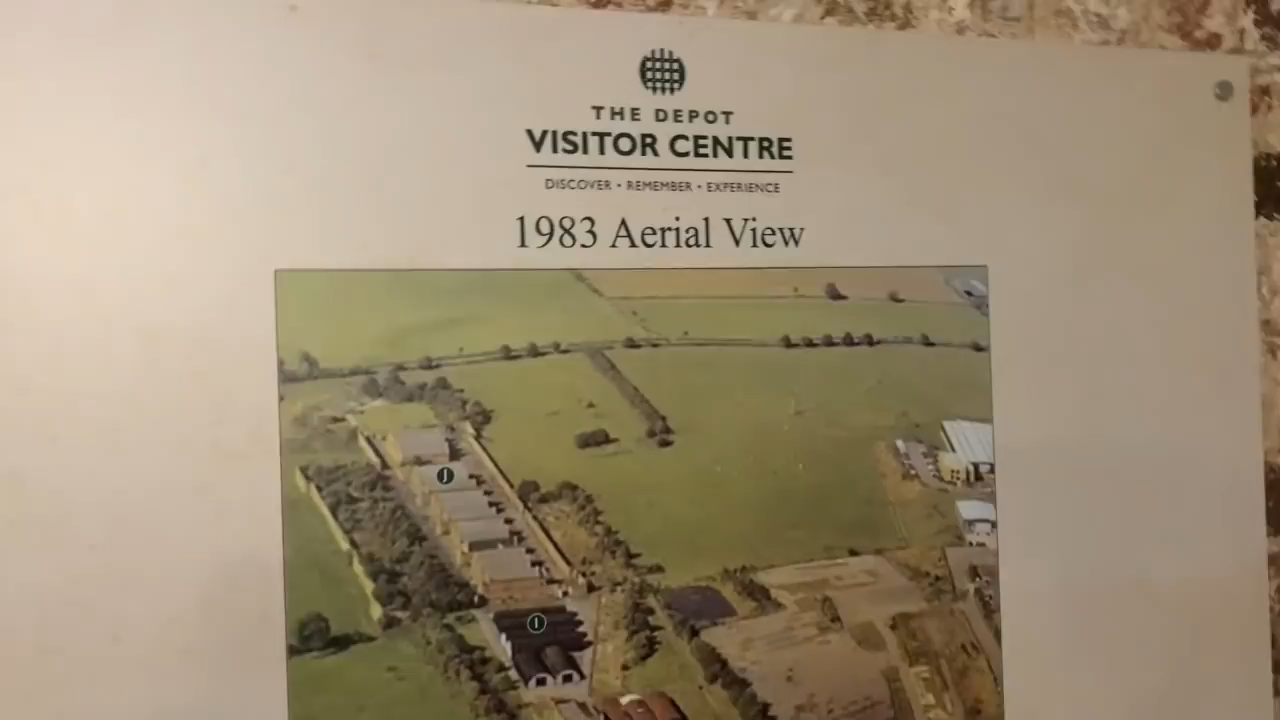 THE DEPOT
VISITOR CENTRE
DISCOVER • REMEMBER • EXPERIENCE
1983 Aerial View
J
I